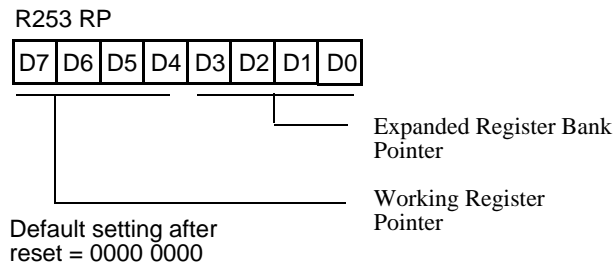 R253 RP
D7 D6 D5 D4 D3 D2 D1 D0
Expanded Register Bank
Pointer
Working Register
Pointer
Default setting after
reset = 0000 0000